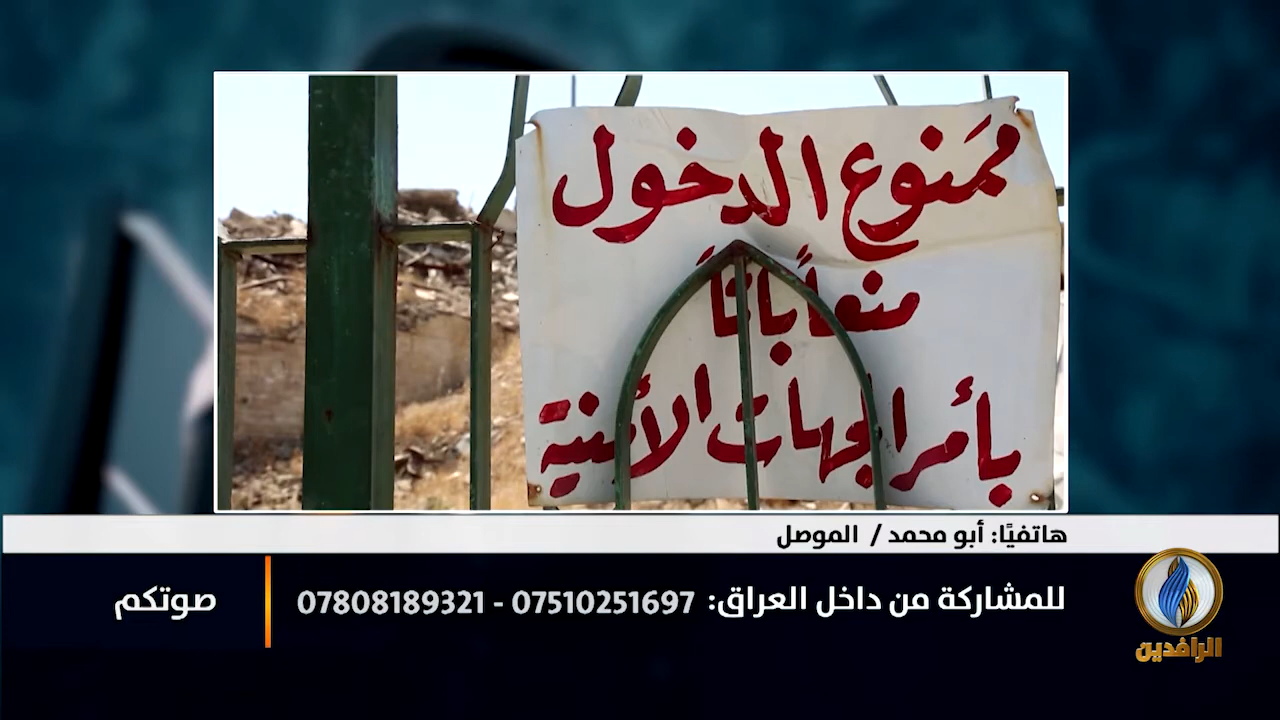 ممنوع الدخول
منعاً باتاً
بأمر الجهات الأمنية
هاتفيًا: أبو محمد / الموصل
للمشاركة من داخل العراق: 07510251697 - 07808189321
صوتكم
الرافدين